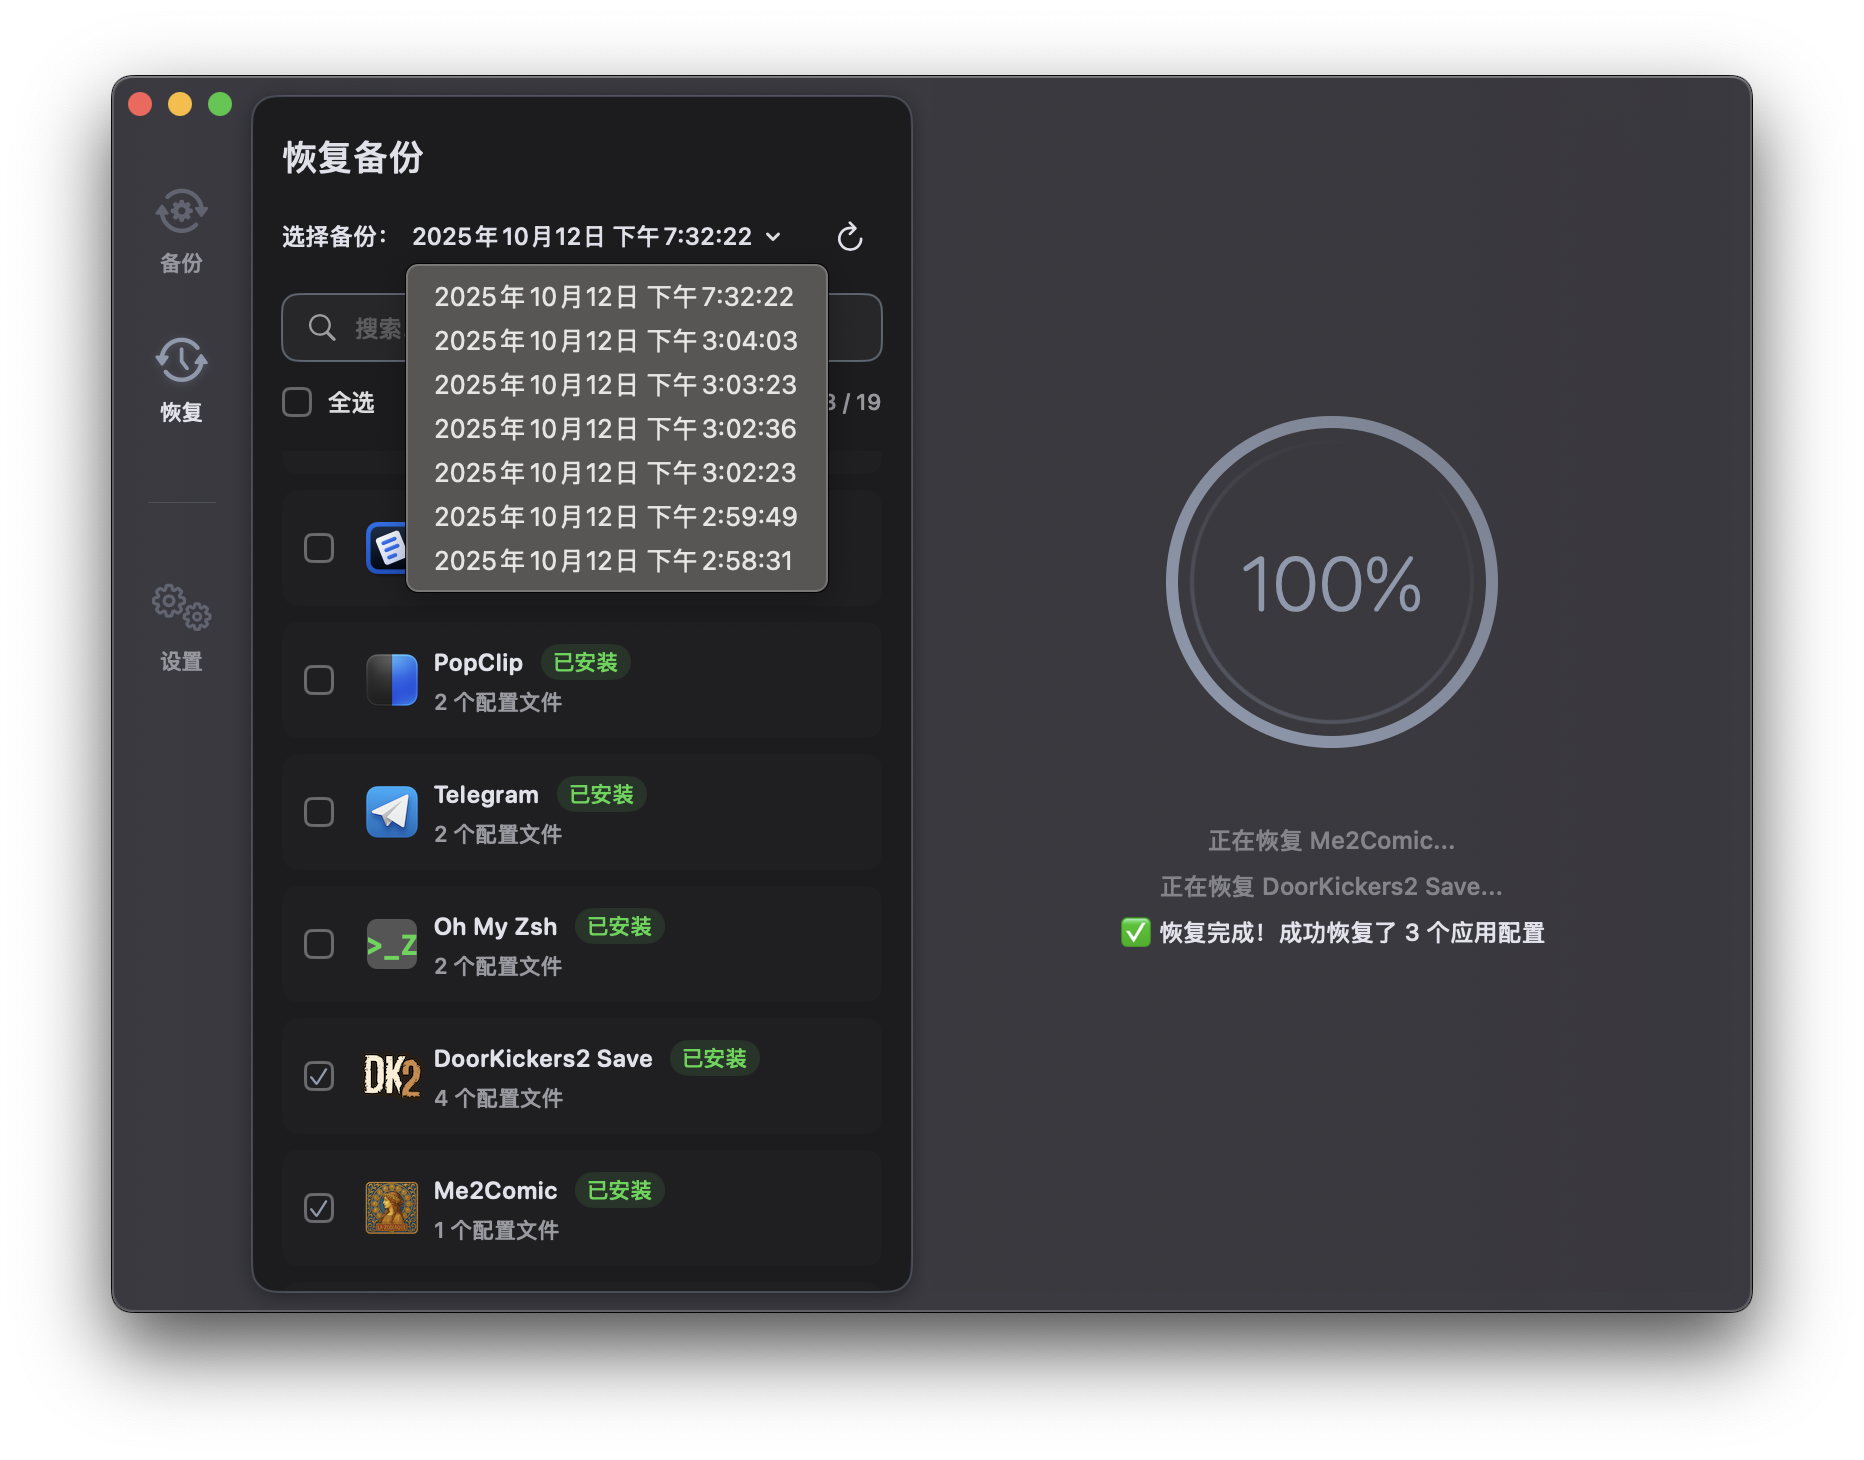 恢复备份
选择备份： 2025年10月12日 下午7:32:22
2025年10月12日 下午7:32:22
2025年10月12日 下午3:04:03
2025年10月12日 下午3:03:23
2025年10月12日 下午3:02:36
2025年10月12日 下午3:02:23
2025年10月12日 下午2:59:49
2025年10月12日 下午2:58:31
搜索
全选
/ 19
备份
恢复
设置
PopClip 已安装
2 个配置文件
Telegram 已安装
2 个配置文件
Oh My Zsh 已安装
2 个配置文件
>_Z
DoorKickers2 Save 已安装
4 个配置文件
DK2
Me2Comic 已安装
1 个配置文件
100%
正在恢复 Me2Comic...
正在恢复 DoorKickers2 Save...
恢复完成！成功恢复了 3 个应用配置